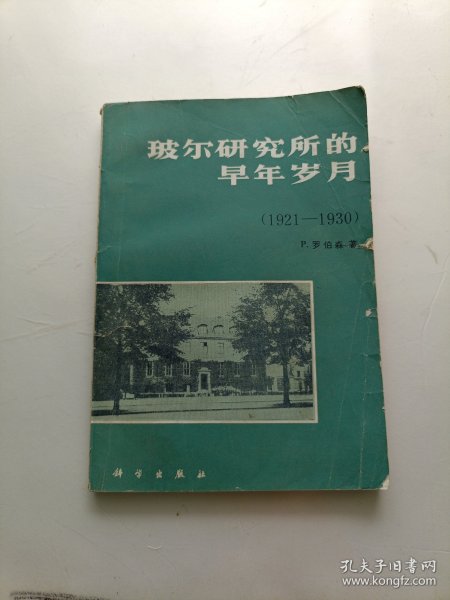 玻尔研究所的
早年岁月
(1921—1930)
P. 罗伯森 著
科学出版社
孔夫子旧书网
www.kongfz.com